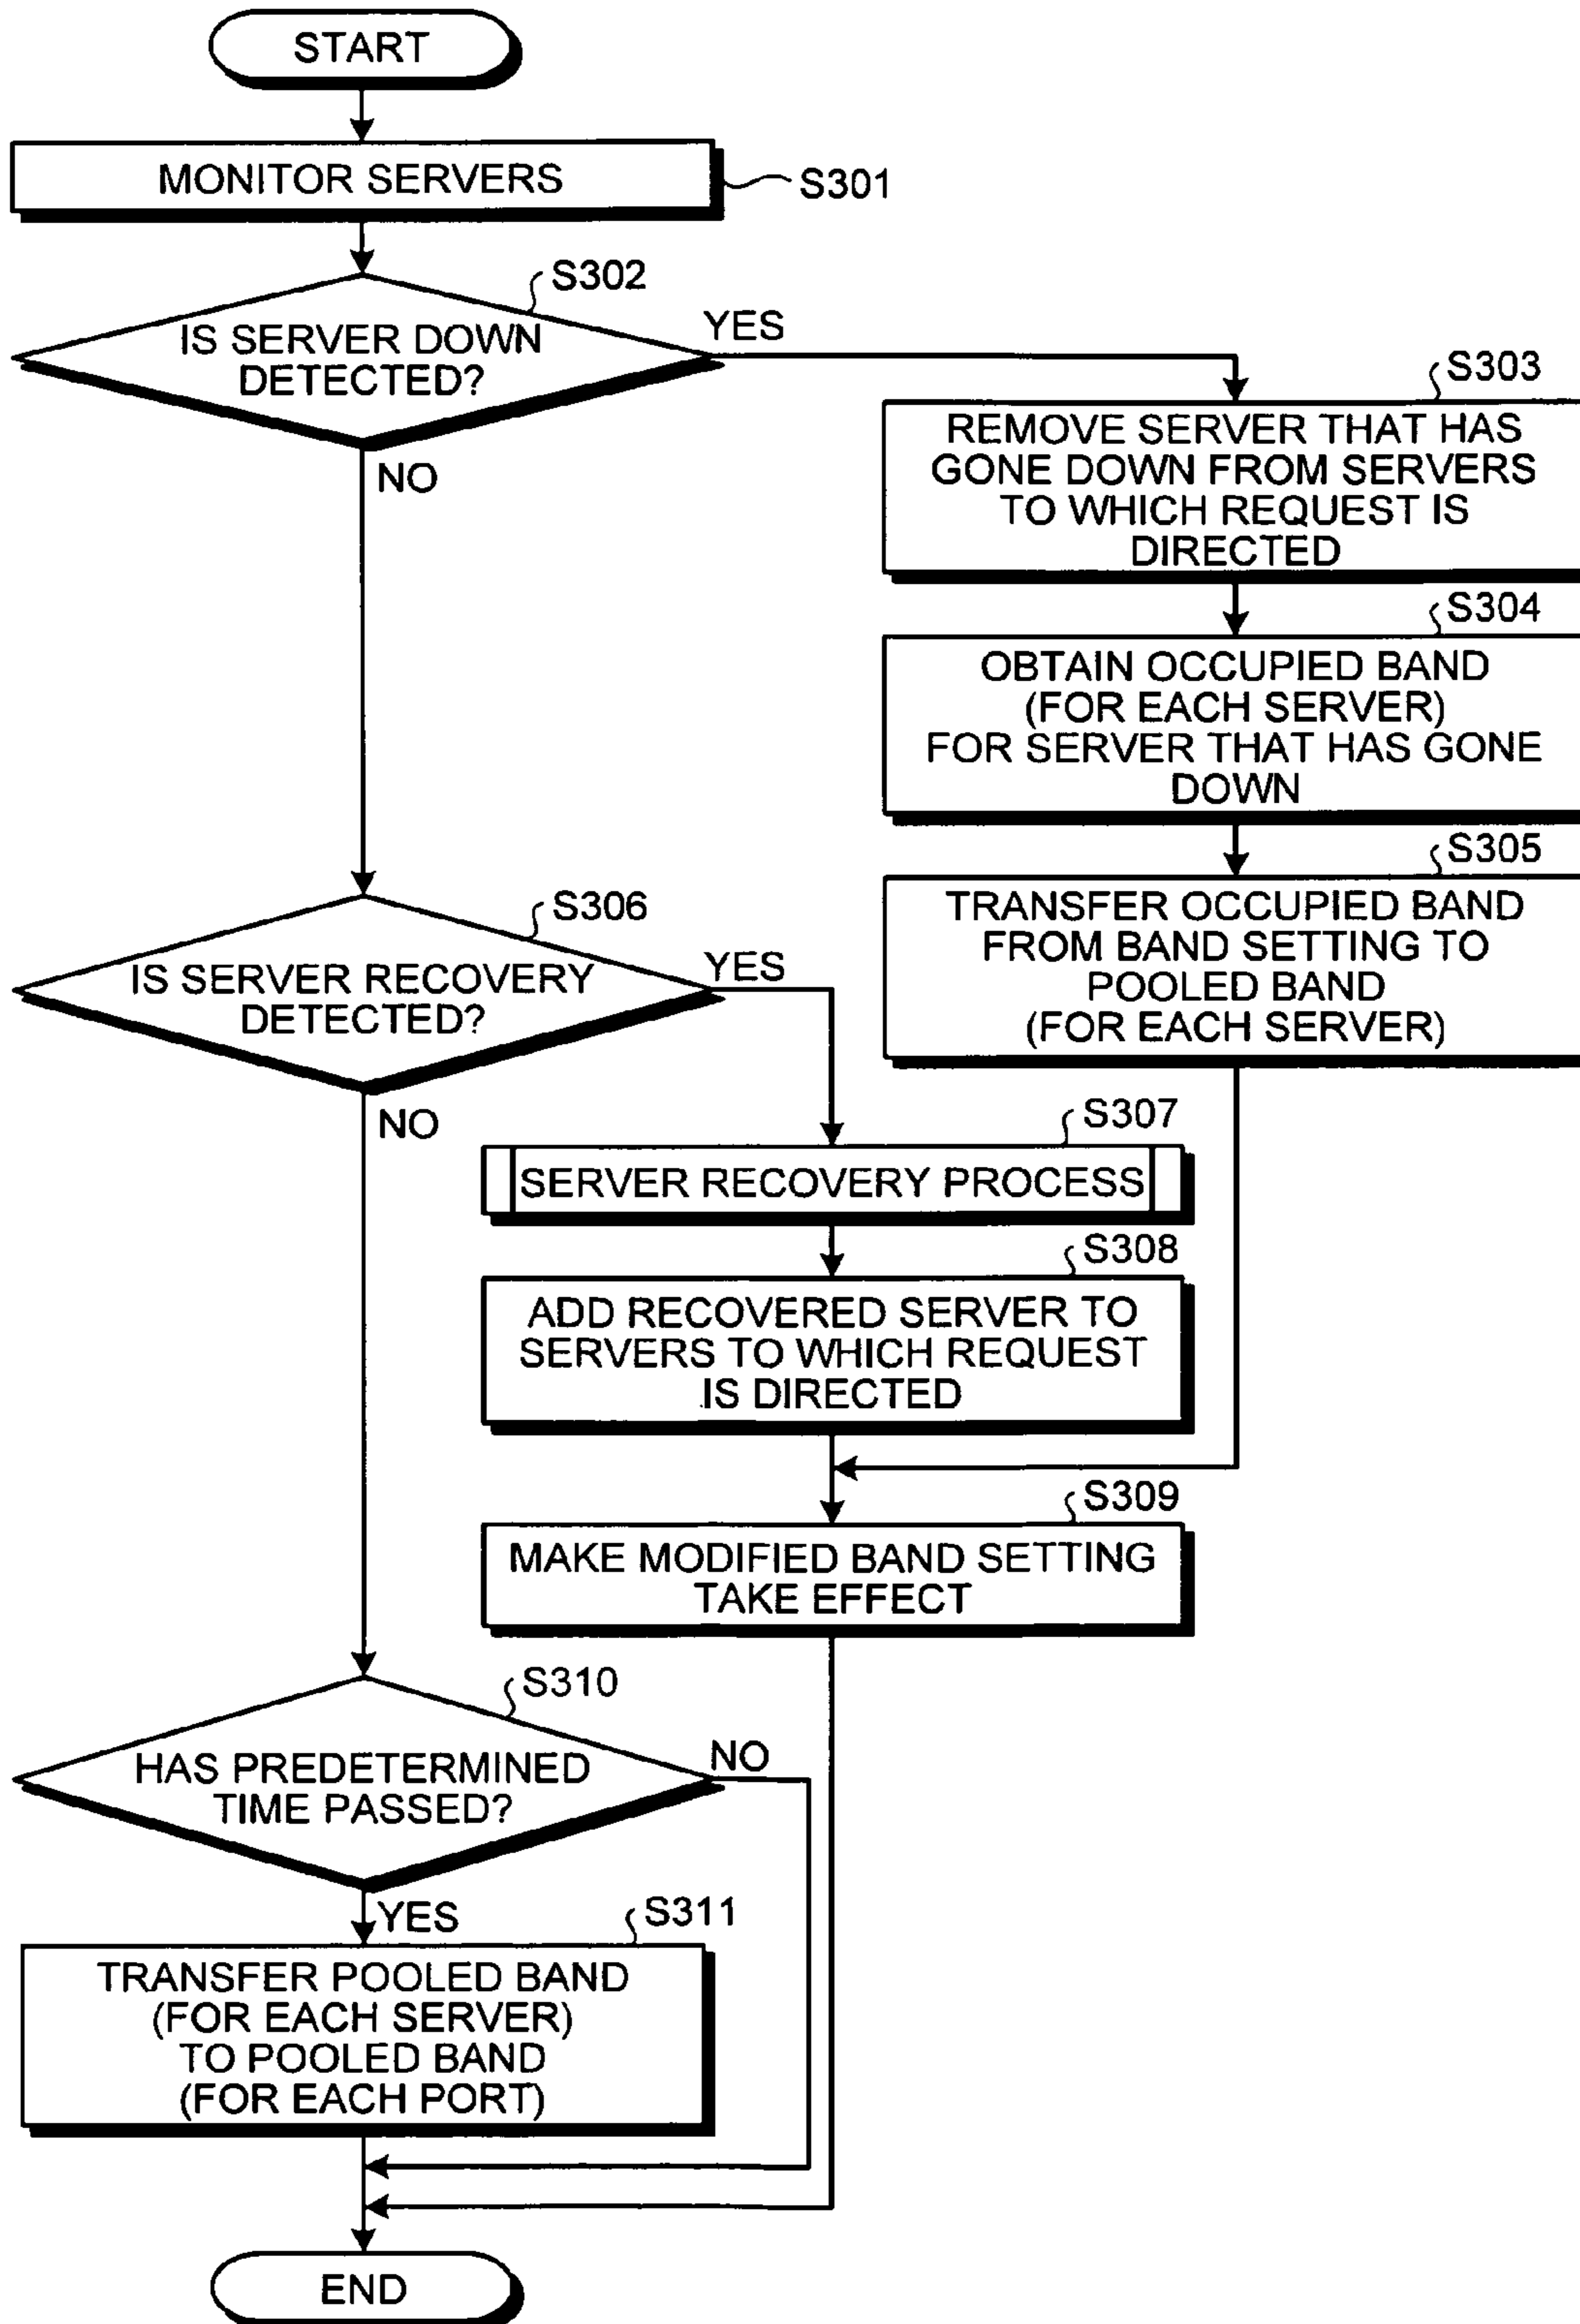 START
MONITOR SERVERS
S301
S302
IS SERVER DOWN
DETECTED?
YES
NO
S303
REMOVE SERVER THAT HAS
GONE DOWN FROM SERVERS
TO WHICH REQUEST IS
DIRECTED
S304
OBTAIN OCCUPIED BAND
(FOR EACH SERVER)
FOR SERVER THAT HAS GONE
DOWN
S305
TRANSFER OCCUPIED BAND
FROM BAND SETTING TO
POOLED BAND
(FOR EACH SERVER)
S306
IS SERVER RECOVERY
DETECTED?
YES
NO
S307
SERVER RECOVERY PROCESS
S308
ADD RECOVERED SERVER TO
SERVERS TO WHICH REQUEST
IS DIRECTED
S309
MAKE MODIFIED BAND SETTING
TAKE EFFECT
S310
HAS PREDETERMINED
TIME PASSED?
NO
YES
S311
TRANSFER POOLED BAND
(FOR EACH SERVER)
TO POOLED BAND
(FOR EACH PORT)
END